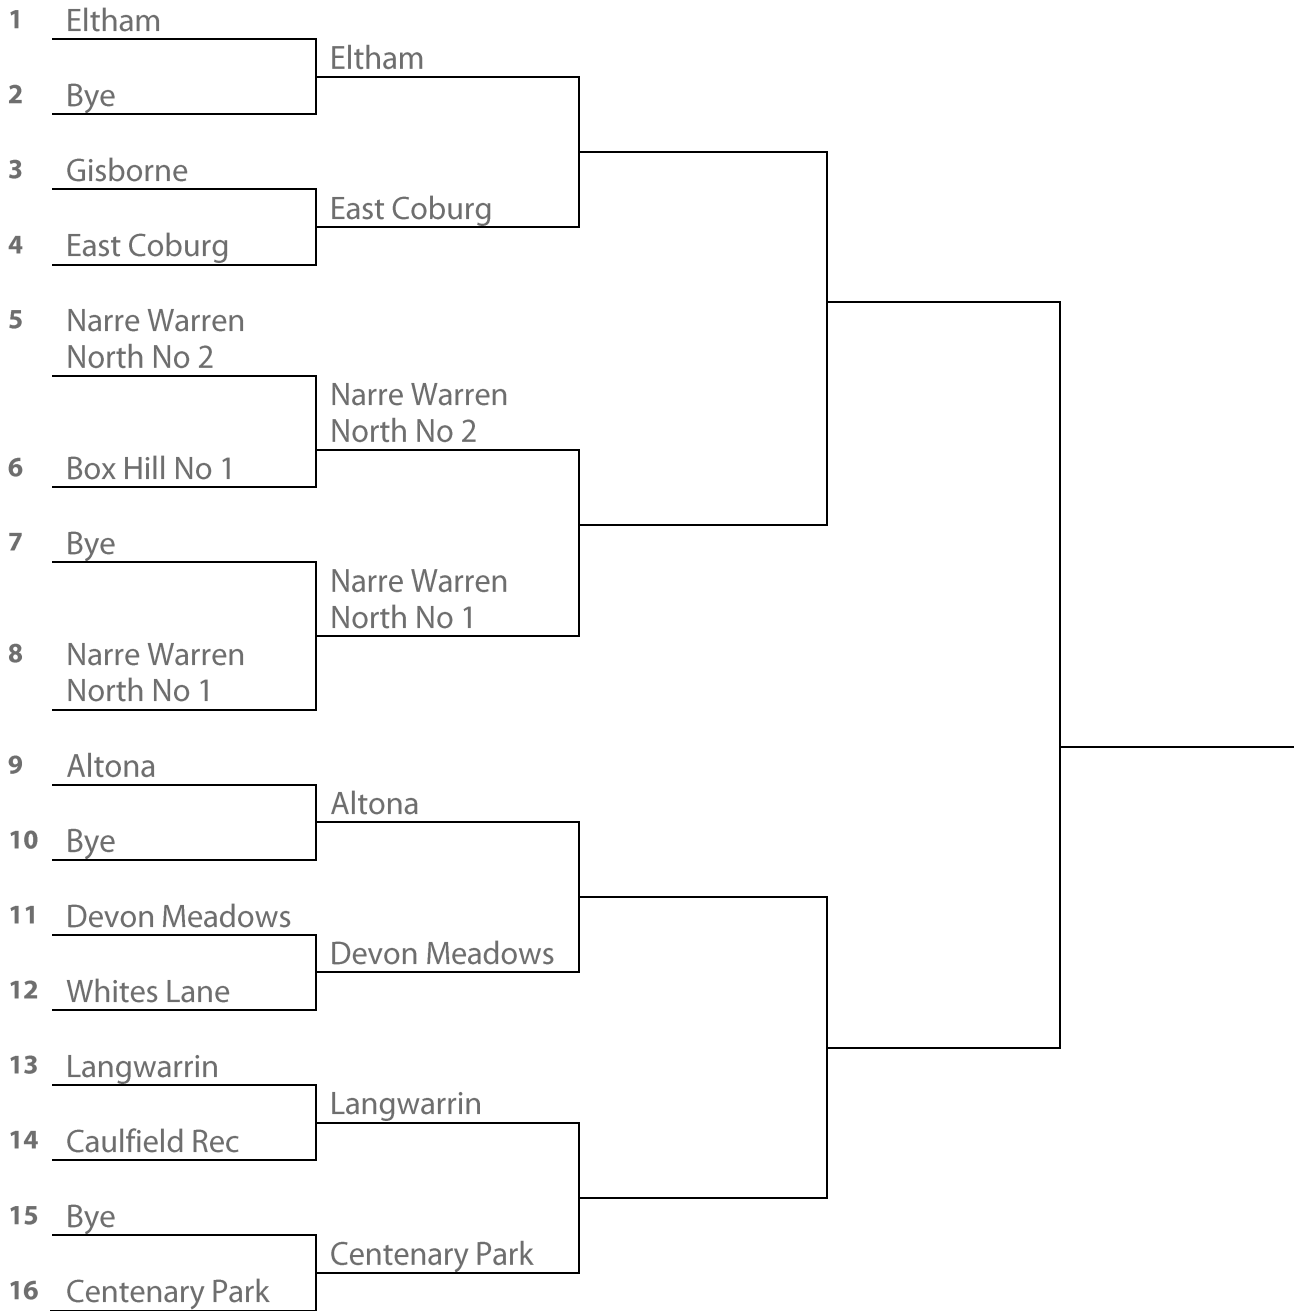 1 Eltham
Eltham
2 Bye
3 Gisborne
East Coburg
4 East Coburg
5 Narre Warren
North No 2
Narre Warren
North No 2
6 Box Hill No 1
7 Bye
Narre Warren
North No 1
8 Narre Warren
North No 1
9 Altona
Altona
10 Bye
11 Devon Meadows
Devon Meadows
12 Whites Lane
13 Langwarrin
Langwarrin
14 Caulfield Rec
15 Bye
Centenary Park
16 Centenary Park